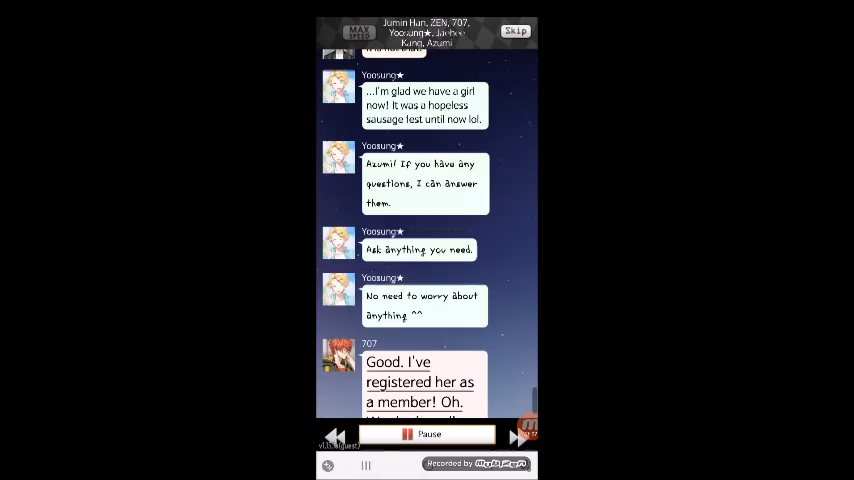 Jumin Han, ZEN, 707,
MAX
SPEED
Yoosung★, Jaehee
Skip
Kang, Azumi
Yoosung★
...I'm glad we have a girl
now! It was a hopeless
sausage fest until now lol.
Yoosung★
Azumi! If you have any
questions, I can answer
them.
Yoosung★
Ask anything you need.
Yoosung★
No need to worry about
anything ^^
707
Good. I've
registered her as
a member! Oh.
Pause
Recorded by mobizen